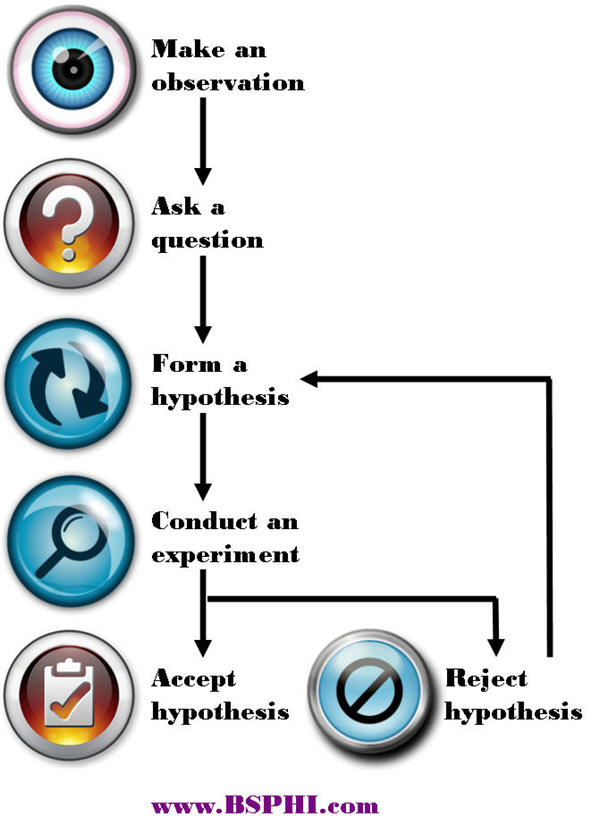 Make an
observation
Ask a
question
Form a
hypothesis
Conduct an
experiment
Accept
hypothesis
Reject
hypothesis
www.BSPHI.com